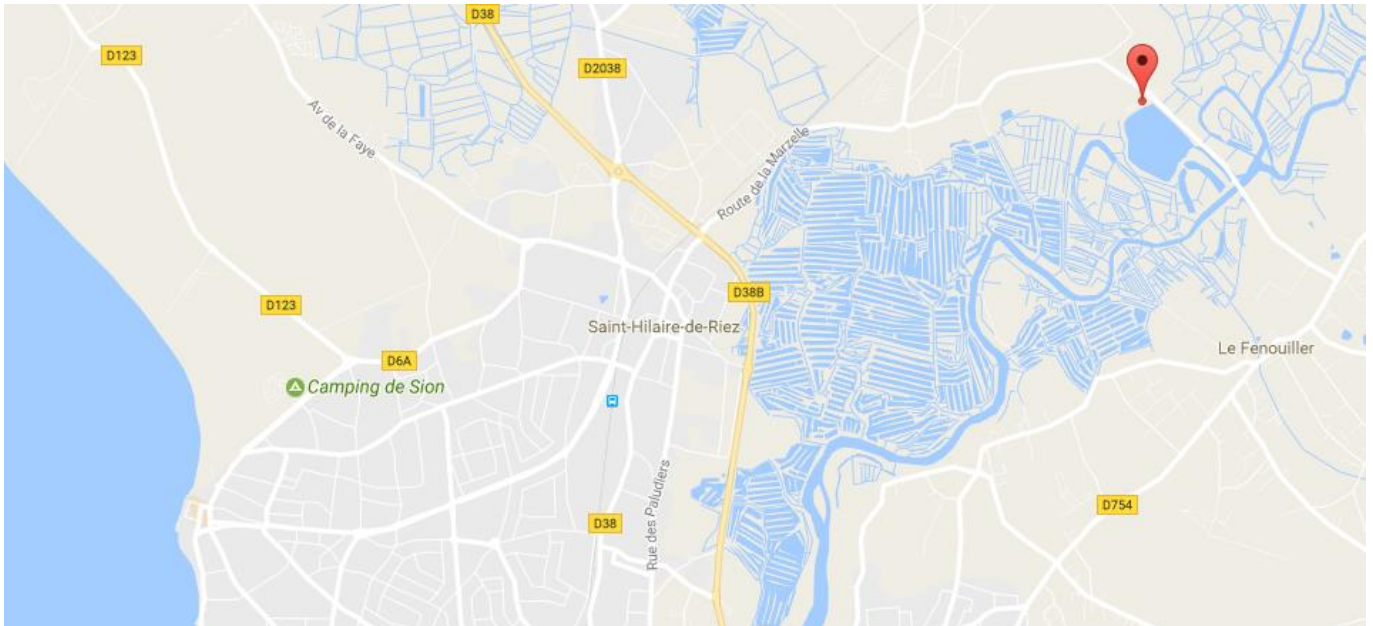 D38
D123
D2038
Av de la Faye
Route de la Marzelle
D38B
D123
Saint-Hilaire-de-Riez
Le Fenouiller
D6A
Camping de Sion
D754
D38
Rue des Paludiers